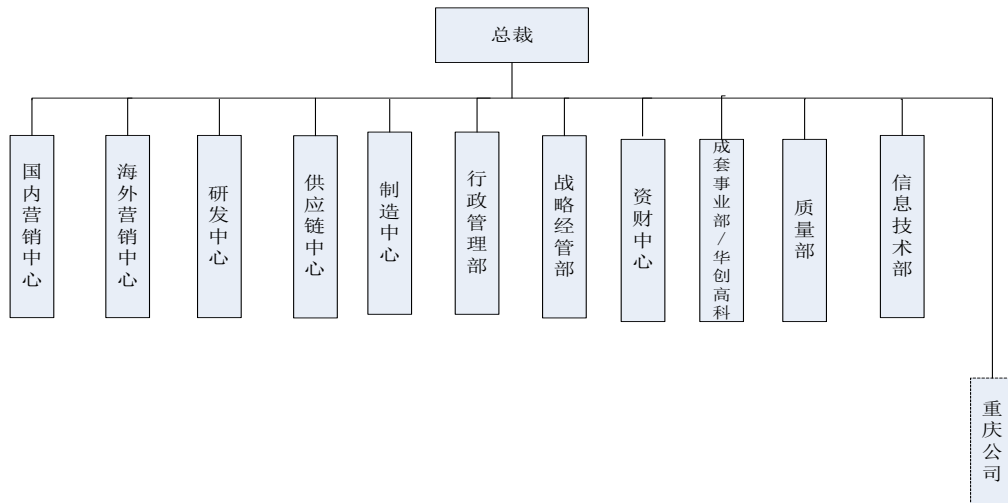 总裁
国内营销中心
海外营销中心
研发中心
供应链中心
制造中心
行政管理部
战略经管部
资财中心
成套事业部/华创高科
质量部
信息技术部
重庆公司